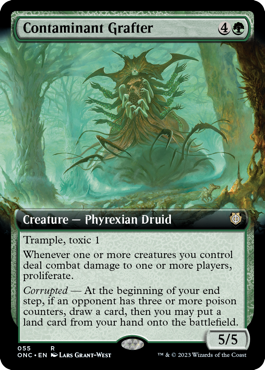 Contaminant Grafter 4
Creature — Phyrexian Druid
Trample, toxic 1
Whenever one or more creatures you control
deal combat damage to one or more players,
proliferate.
Corrupted — At the beginning of your end
step, if an opponent has three or more poison
counters, draw a card, then you may put a
land card from your hand onto the battlefield.
5/5
055 R
ONC • EN Lars Grant-West
™ & © 2023 Wizards of the Coast